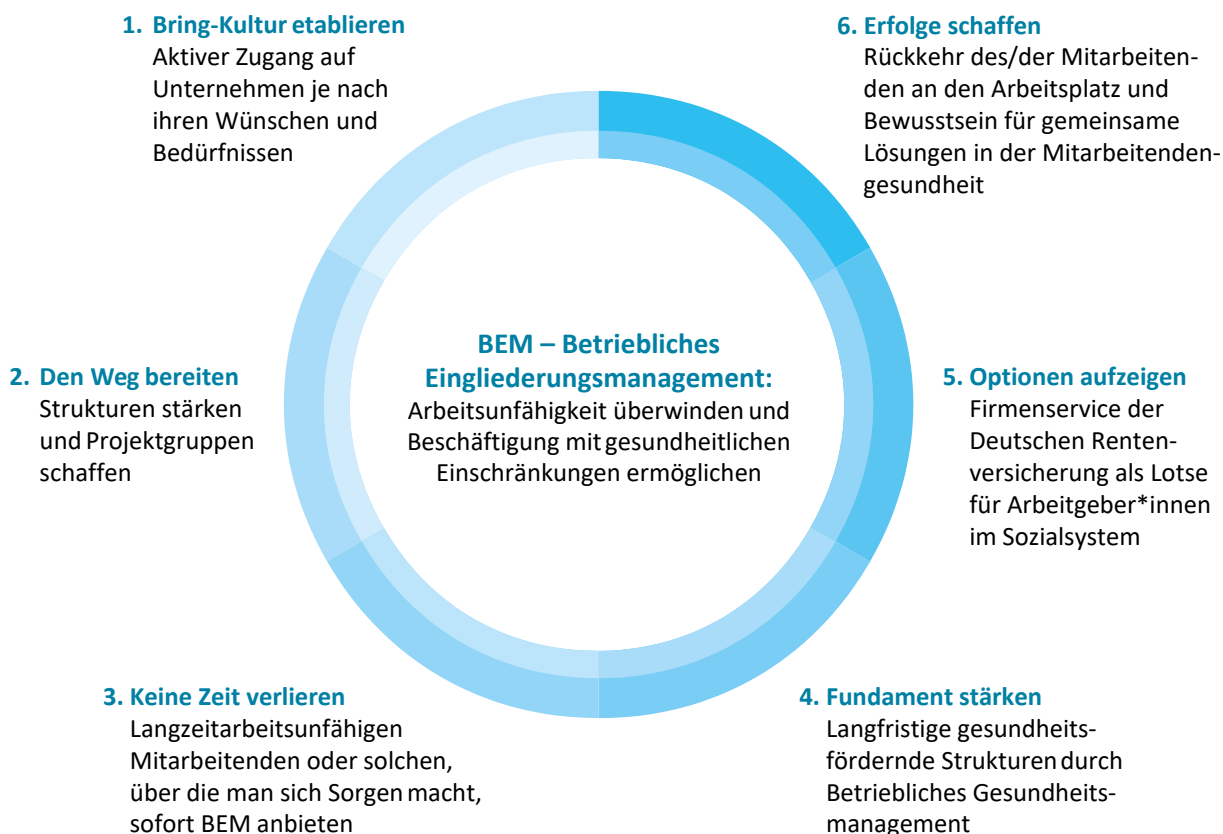 1. Bring-Kultur etablieren
Aktiver Zugang auf
Unternehmen je nach
ihren Wünschen und
Bedürfnissen
2. Den Weg bereiten
Strukturen stärken
und Projektgruppen
schaffen
3. Keine Zeit verlieren
Langzeitarbeitsunfähigen
Mitarbeitenden oder solchen,
über die man sich Sorgen macht,
sofort BEM anbieten
4. Fundament stärken
Langfristige gesundheits-
fördernde Strukturen durch
Betriebliches Gesundheits-
management
5. Optionen aufzeigen
Firmenservice der
Deutschen Renten-
versicherung als Lotse
für Arbeitgeber*innen
im Sozialsystem
6. Erfolge schaffen
Rückkehr des/der Mitarbeiten-
den an den Arbeitsplatz und
Bewusstsein für gemeinsame
Lösungen in der Mitarbeitenden-
gesundheit
BEM – Betriebliches
Eingliederungsmanagement:
Arbeitsunfähigkeit überwinden und
Beschäftigung mit gesundheitlichen
Einschränkungen ermöglichen